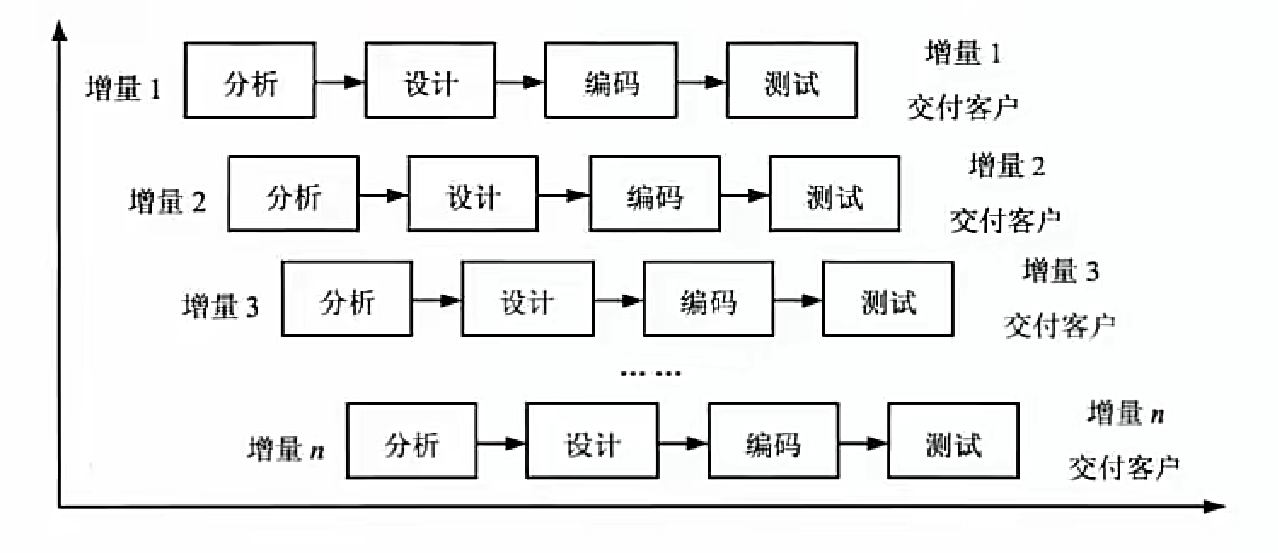 增量 1 分析 设计 编码 测试 增量 1
交付客户
增量 2 分析 设计 编码 测试 增量 2
交付客户
增量 3 分析 设计 编码 测试 增量 3
交付客户
……
增量 n 分析 设计 编码 测试 增量 n
交付客户